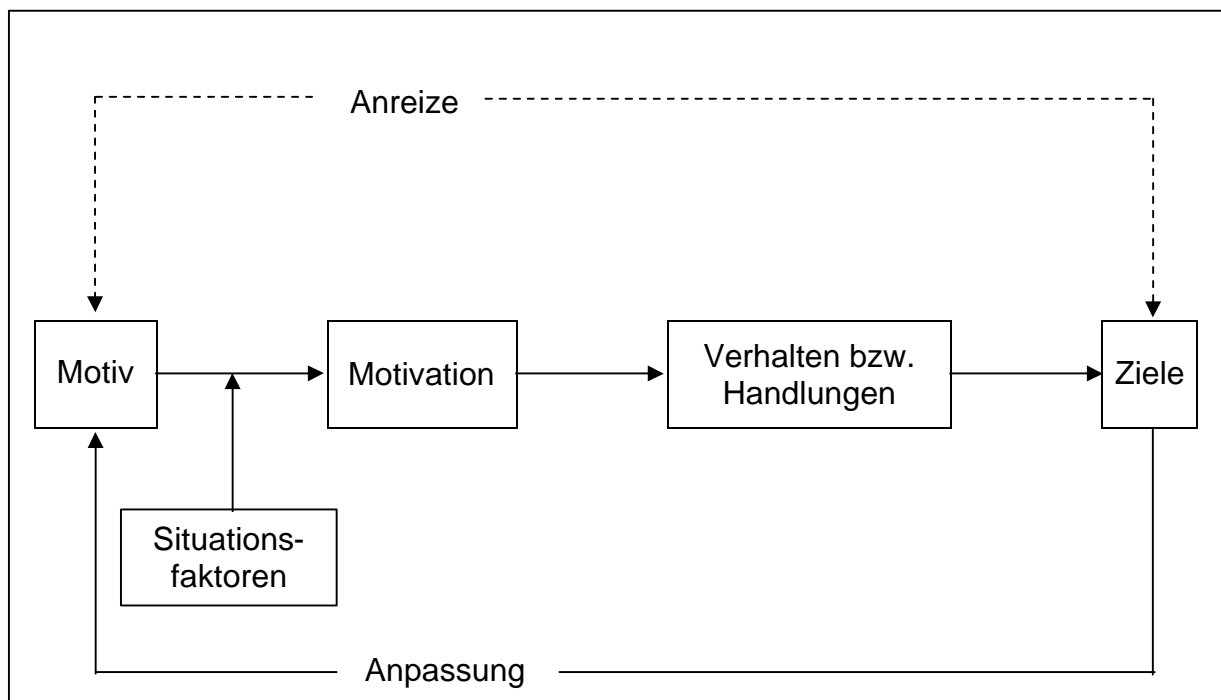 Anreize
Motiv
Motivation
Verhalten bzw.
Handlungen
Ziele
Situations-
faktoren
Anpassung